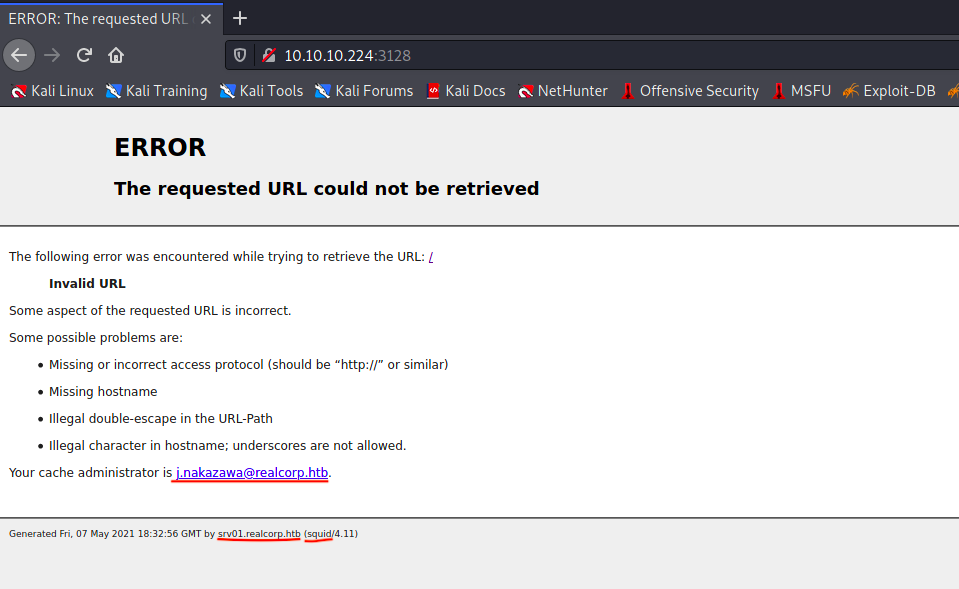 ERROR: The requested URL
10.10.10.224:3128
Kali Linux Kali Training Kali Tools Kali Forums Kali Docs NetHunter Offensive Security MSFU Exploit-DB
ERROR
The requested URL could not be retrieved
The following error was encountered while trying to retrieve the URL: /
Invalid URL
Some aspect of the requested URL is incorrect.
Some possible problems are:
• Missing or incorrect access protocol (should be “http://” or similar)
• Missing hostname
• Illegal double-escape in the URL-Path
• Illegal character in hostname; underscores are not allowed.
Your cache administrator is j.nakazawa@realcorp.htb.
Generated Fri, 07 May 2021 18:32:56 GMT by srv01.realcorp.htb (squid/4.11)